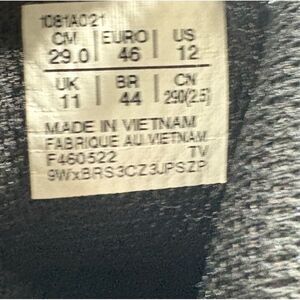 1081A021
CM | EURO | US
29.0 | 46 | 12
UK | BR | CN
11 | 44 | 290(2.5)
MADE IN VIETNAM
FABRIQUE AU VIETNAM
F460522 TV
9WxBRS3CZ3JPSZP